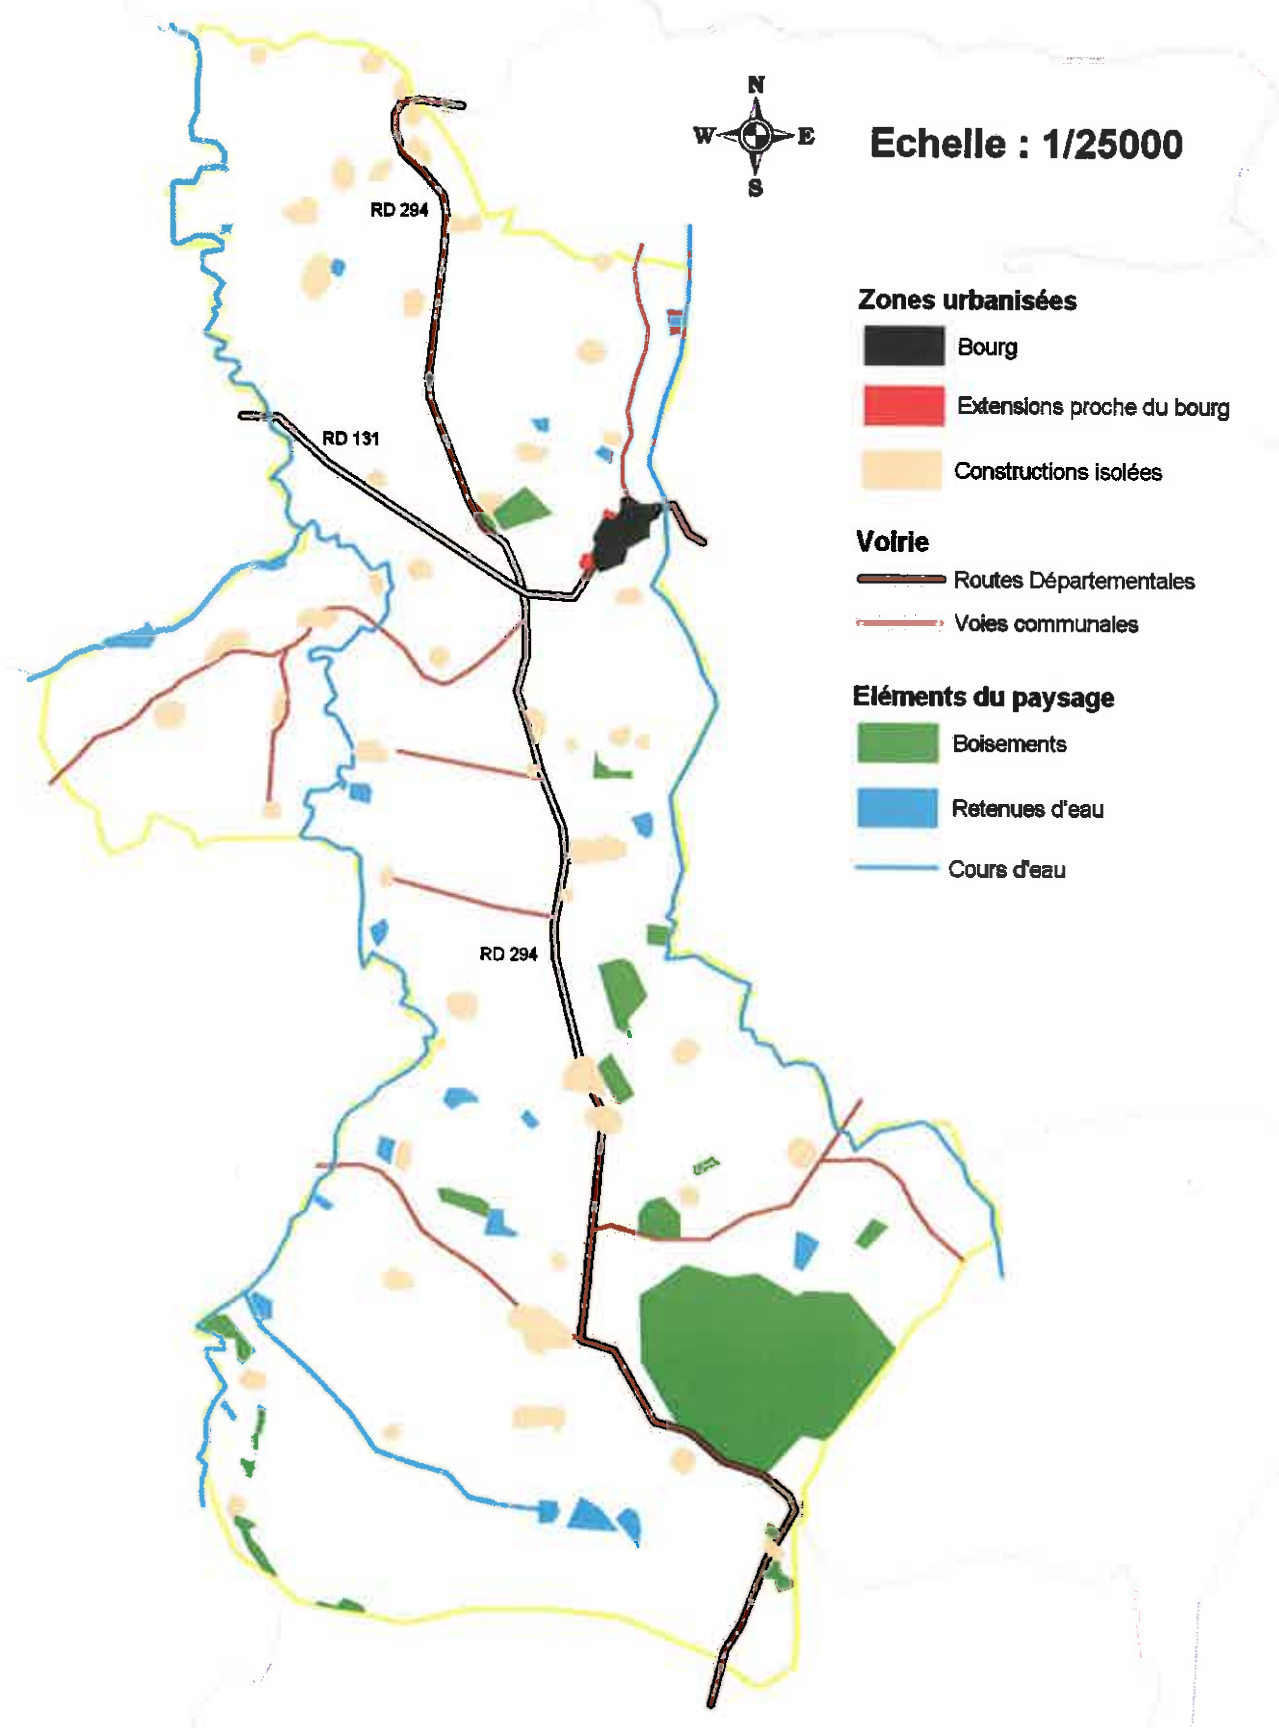 N
W E
S
Echelle : 1/25000
RD 294
Zones urbanisées
Bourg
Extensions proche du bourg
RD 131
Constructions isolées
Voirie
Routes Départementales
Voies communales
Eléments du paysage
Boisements
Retenues d'eau
Cours d'eau
RD 294